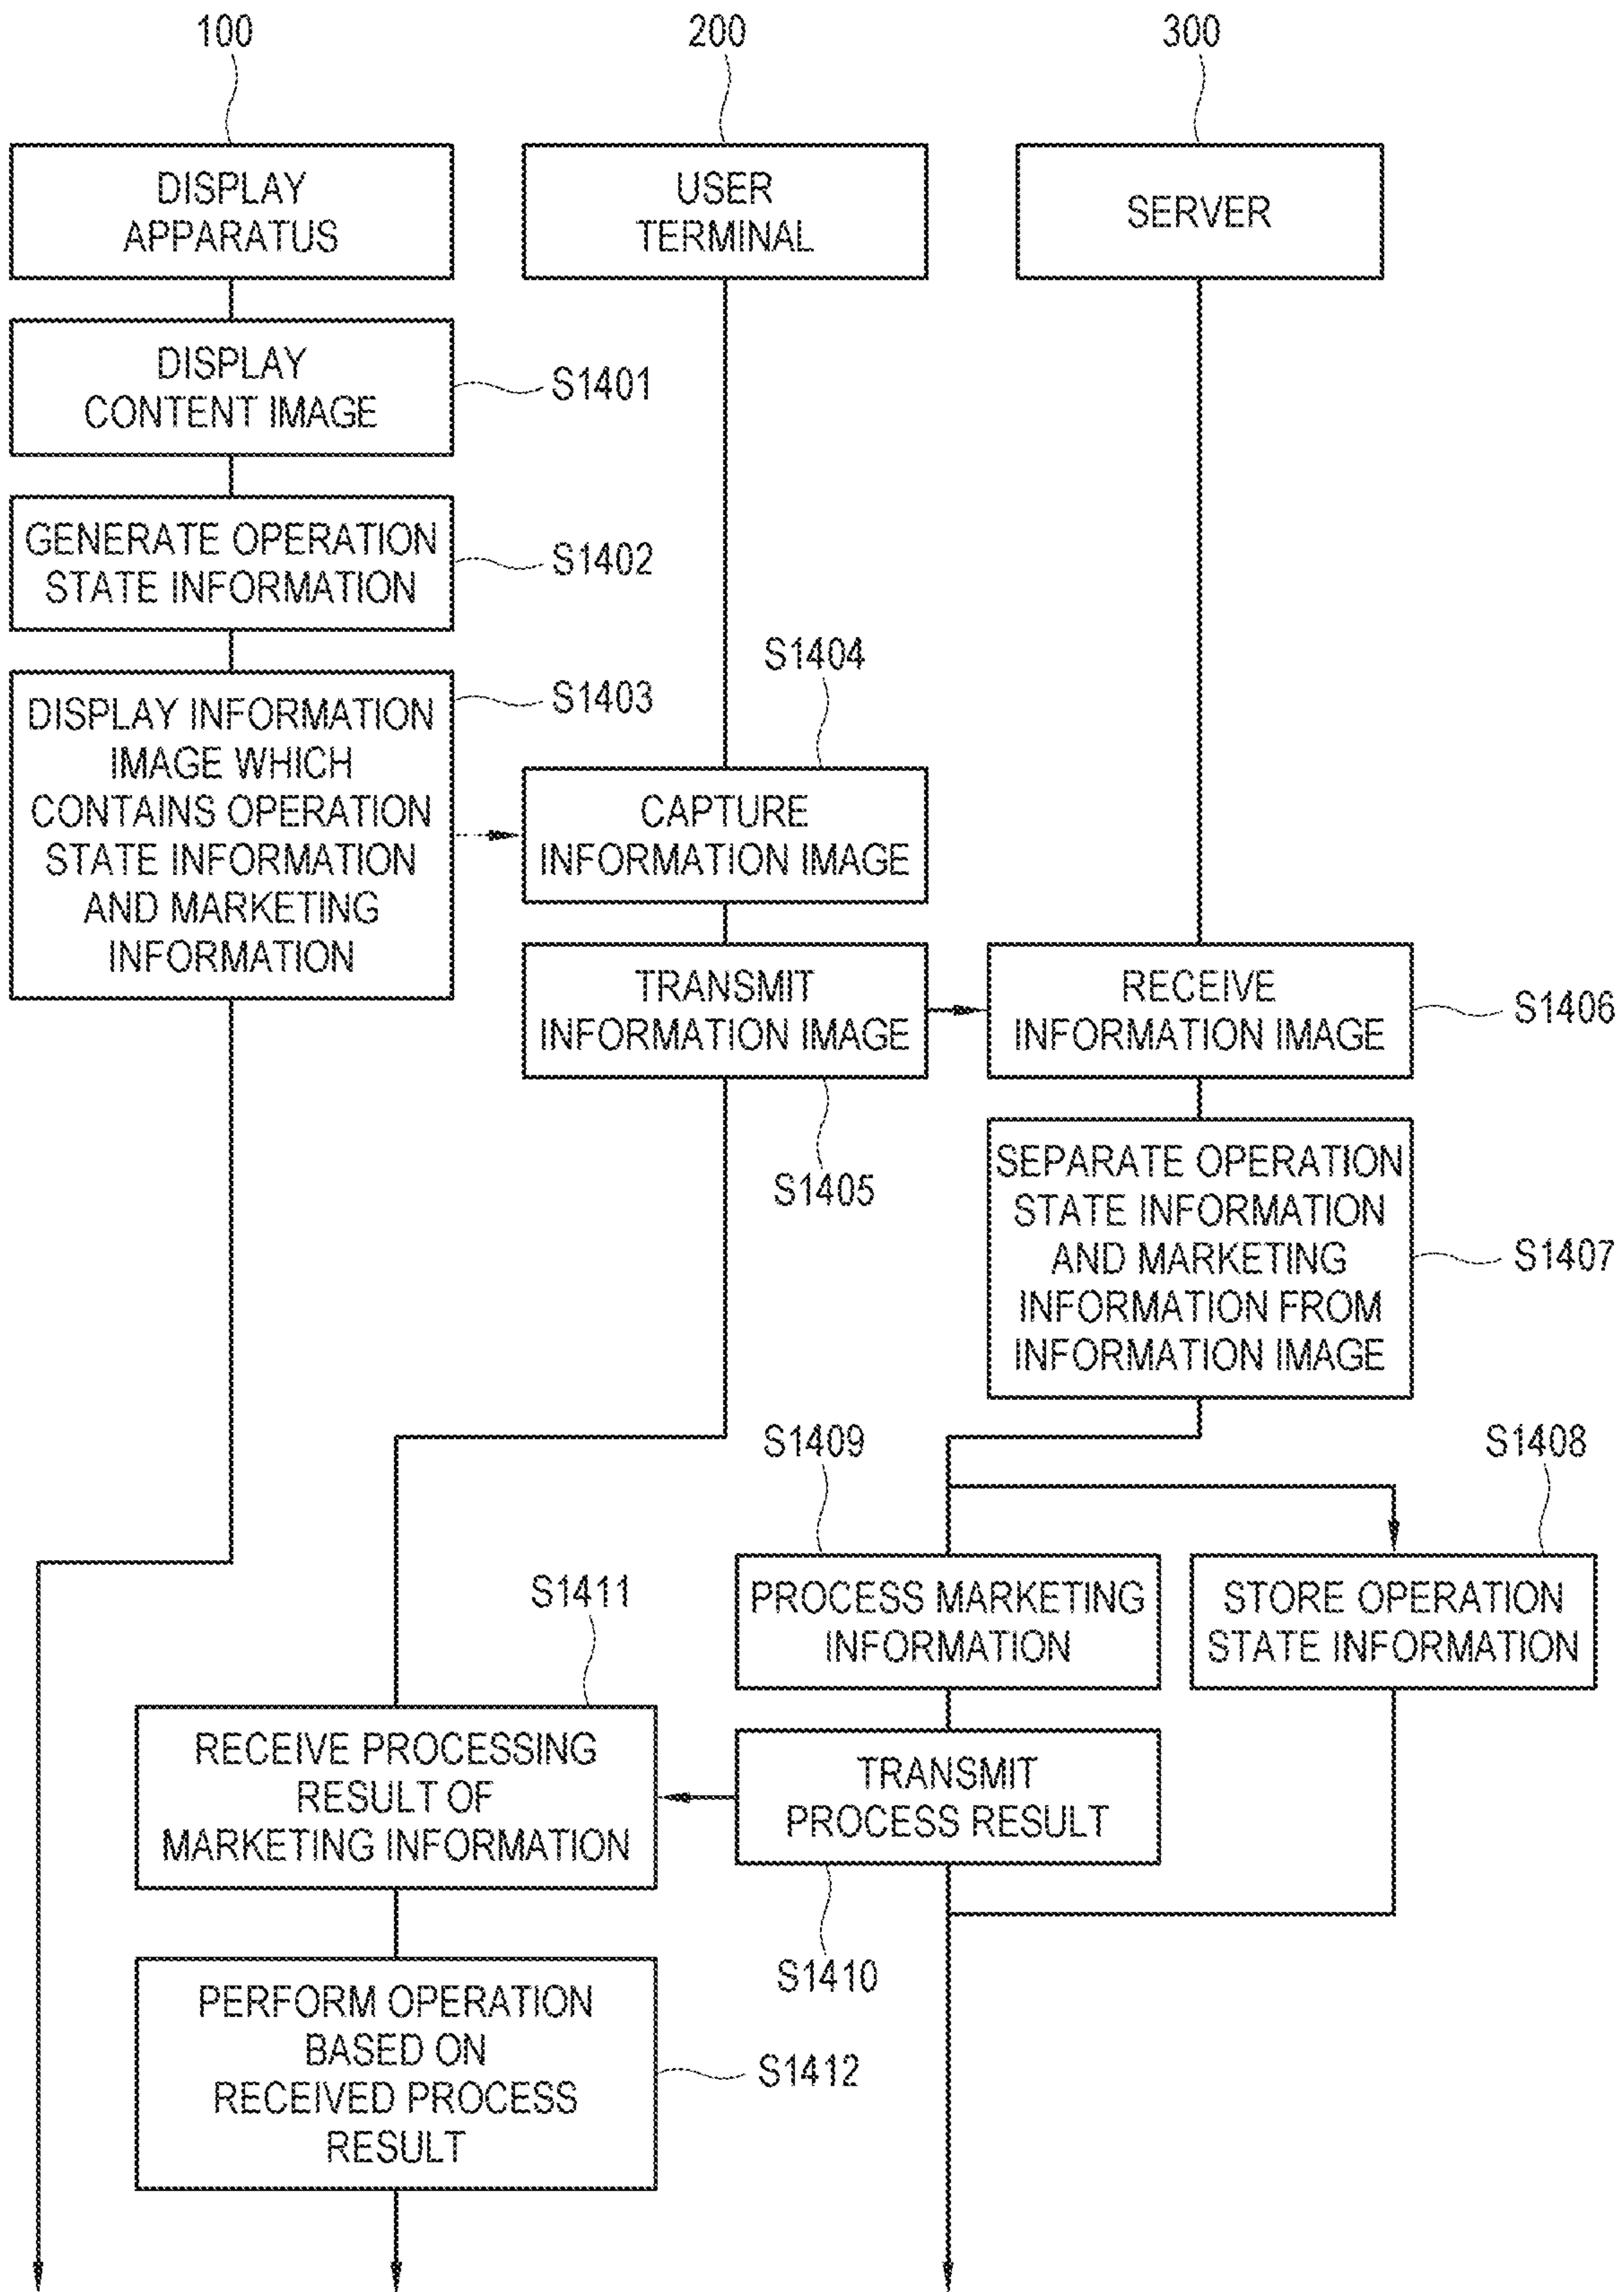 100
200
300
DISPLAY
APPARATUS
USER
TERMINAL
SERVER
DISPLAY
CONTENT IMAGE
S1401
GENERATE OPERATION
STATE INFORMATION
S1402
DISPLAY INFORMATION
IMAGE WHICH
CONTAINS OPERATION
STATE INFORMATION
AND MARKETING
INFORMATION
S1403
S1404
CAPTURE
INFORMATION IMAGE
TRANSMIT
INFORMATION IMAGE
S1405
RECEIVE
INFORMATION IMAGE
S1406
SEPARATE OPERATION
STATE INFORMATION
AND MARKETING
INFORMATION FROM
INFORMATION IMAGE
S1407
S1409
S1408
PROCESS MARKETING
INFORMATION
STORE OPERATION
STATE INFORMATION
S1411
RECEIVE PROCESSING
RESULT OF
MARKETING INFORMATION
TRANSMIT
PROCESS RESULT
S1410
PERFORM OPERATION
BASED ON
RECEIVED PROCESS
RESULT
S1412